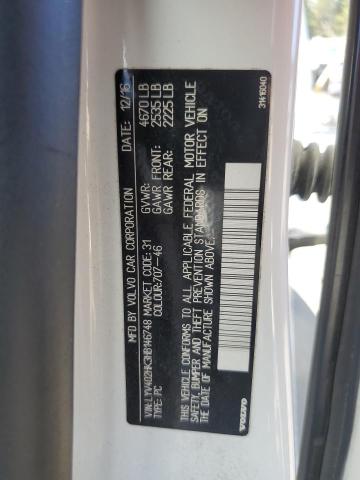 MFD BY VOLVO CAR CORPORATION DATE: 12/16
GVWR: 4670 LB
GAWR FRONT: 2535 LB
GAWR REAR: 2225 LB
VIN: LYV402HK3HB146748 MARKET CODE: 31
TYPE: PC COLOUR: 707-46
THIS VEHICLE CONFORMS TO ALL APPLICABLE FEDERAL MOTOR VEHICLE
SAFETY, BUMPER AND THEFT PREVENTION STANDARDS IN EFFECT ON
THE DATE OF MANUFACTURE SHOWN ABOVE.
VOLVO 31416040